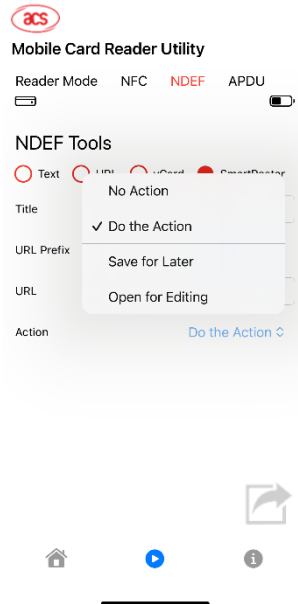 acs
Mobile Card Reader Utility
Reader Mode NFC NDEF APDU
NDEF Tools
Text
Title
No Action
✓ Do the Action
URL Prefix
Save for Later
URL
Open for Editing
Action Do the Action